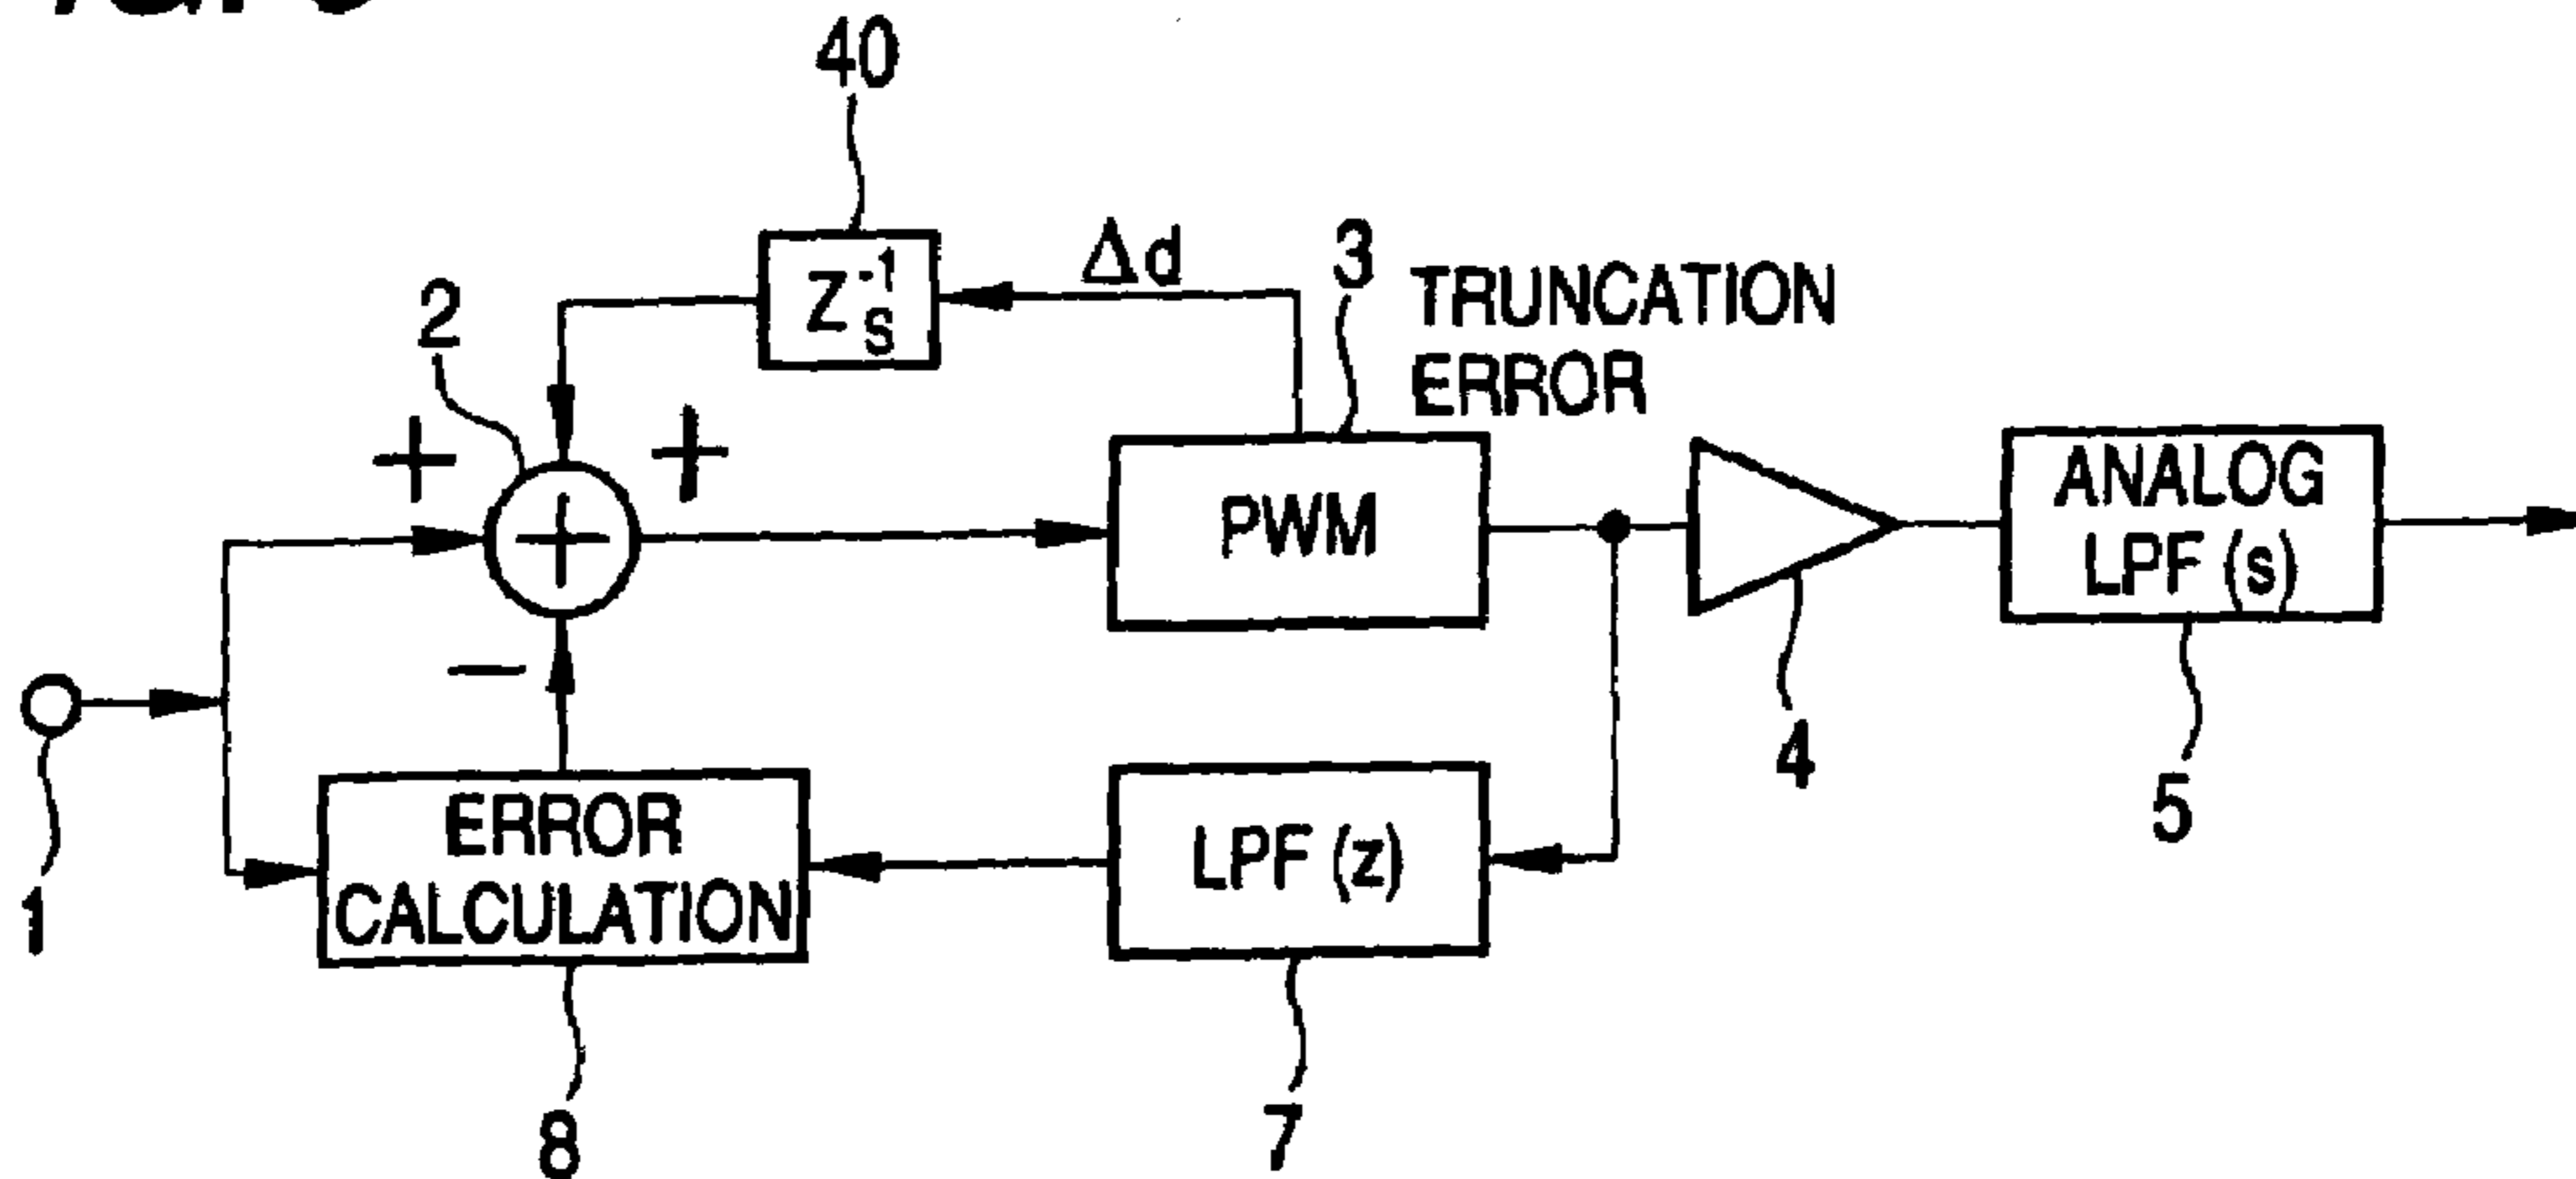 40
Δd
3
TRUNCATION
ERROR
Z_s^-1
2
+
+
+
PWM
ANALOG
LPF (s)
−
1
ERROR
CALCULATION
LPF (z)
4
5
8
7